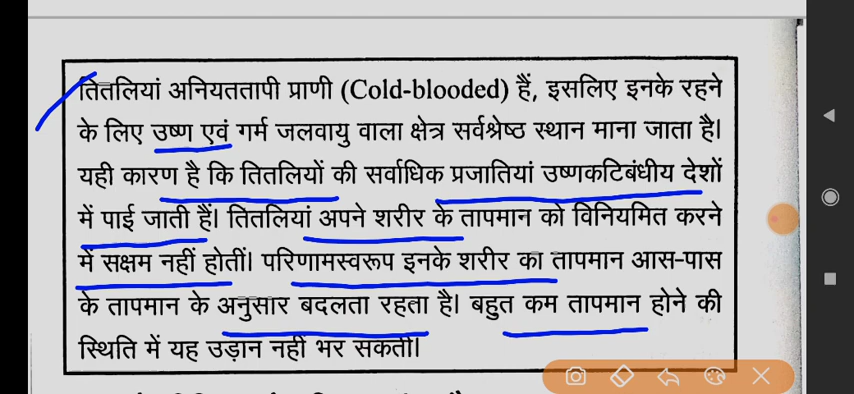 तितलियां अनियततापी प्राणी (Cold-blooded) हैं, इसलिए इनके रहने
के लिए उष्ण एवं गर्म जलवायु वाला क्षेत्र सर्वश्रेष्ठ स्थान माना जाता है।
यही कारण है कि तितलियों की सर्वाधिक प्रजातियां उष्णकटिबंधीय देशों
में पाई जाती हैं। तितलियां अपने शरीर के तापमान को विनियमित करने
में सक्षम नहीं होतीं। परिणामस्वरूप इनके शरीर का तापमान आस-पास
के तापमान के अनुसार बदलता रहता है। बहुत कम तापमान होने की
स्थिति में यह उड़ान नहीं भर सकतीं।